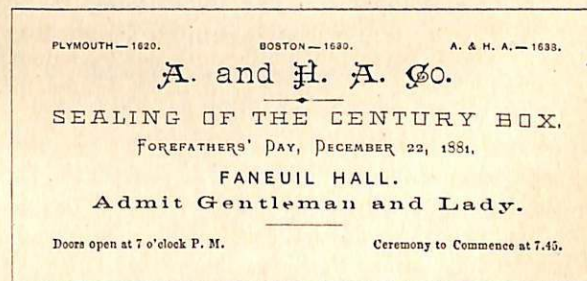 PLYMOUTH — 1620. BOSTON — 1630. A. & H. A. — 1638.
A. and H. A. Co.
SEALING OF THE CENTURY BOX,
FOREFATHERS' DAY, DECEMBER 22, 1881,
FANEUIL HALL.
Admit Gentleman and Lady.
Doors open at 7 o'clock P. M. Ceremony to Commence at 7.45.